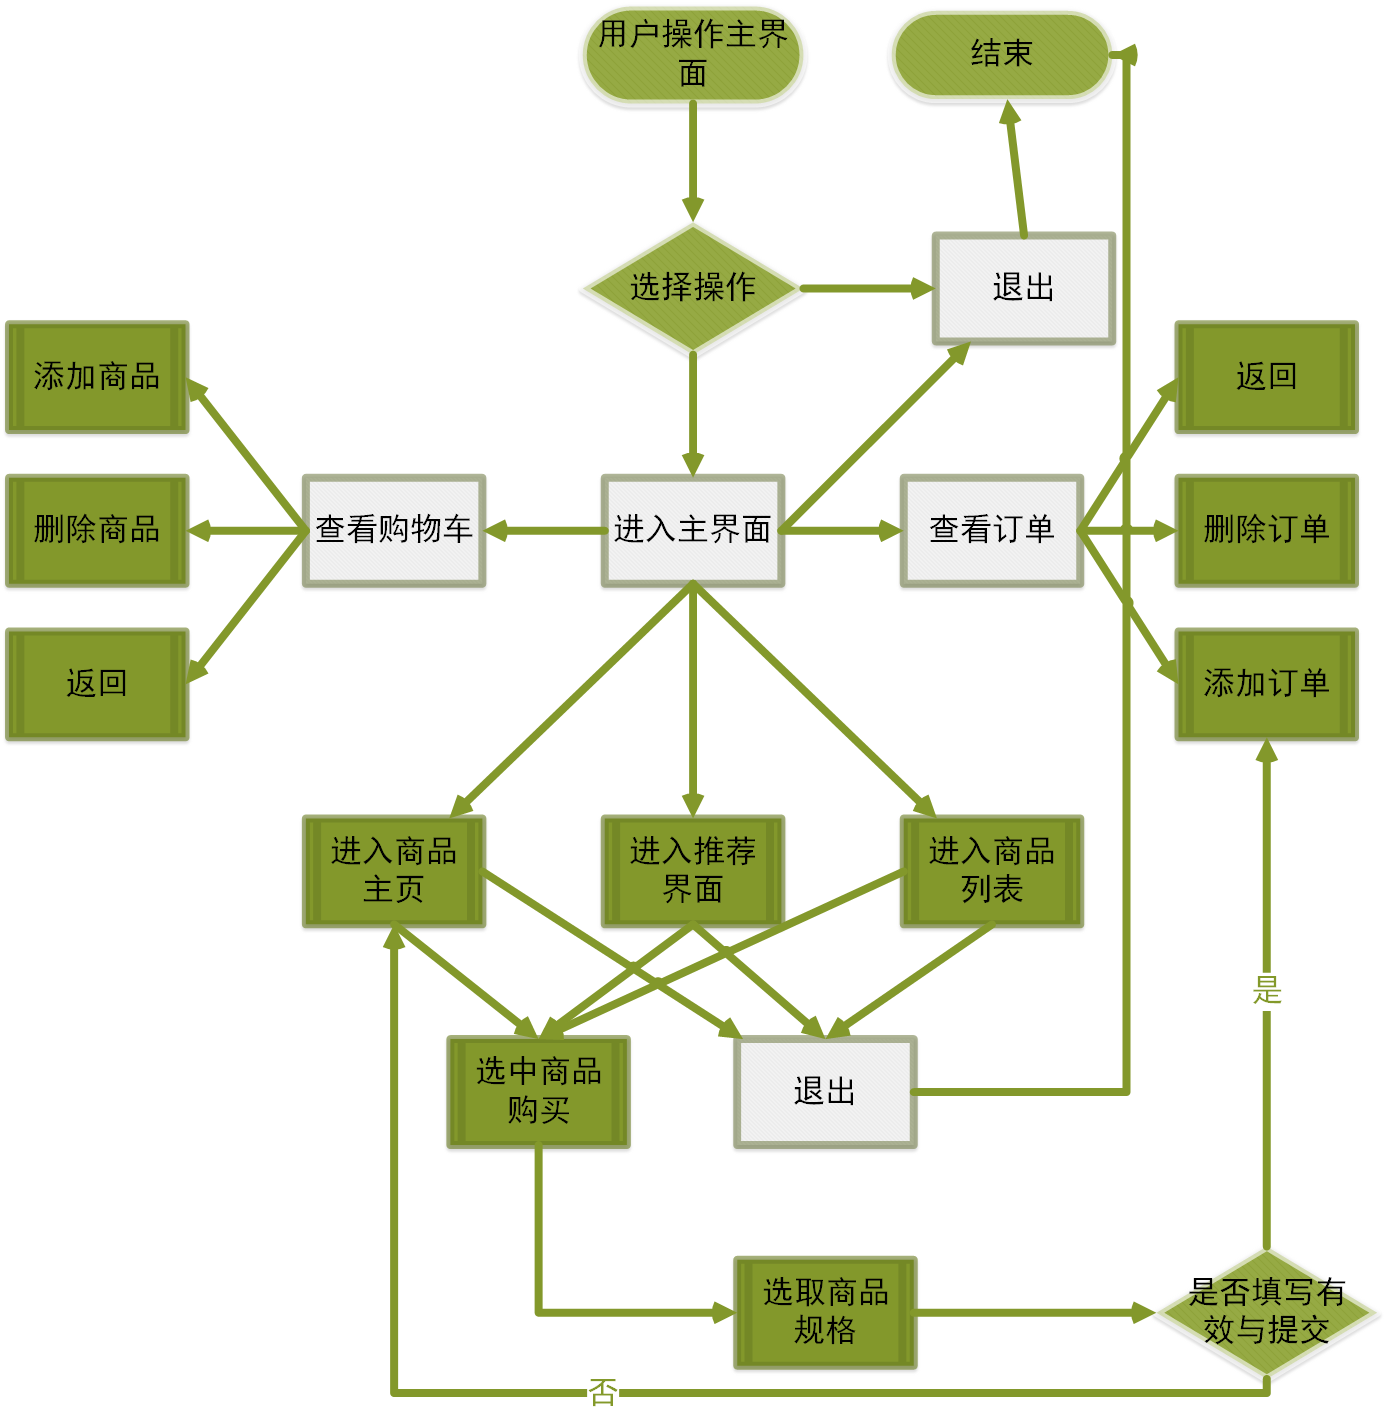 用户操作主界
面
结束
选择操作
退出
添加商品
返回
删除商品
查看购物车
进入主界面
查看订单
删除订单
返回
添加订单
进入商品
主页
进入推荐
界面
进入商品
列表
是
选中商品
购买
退出
选取商品
规格
是否填写有
效与提交
否